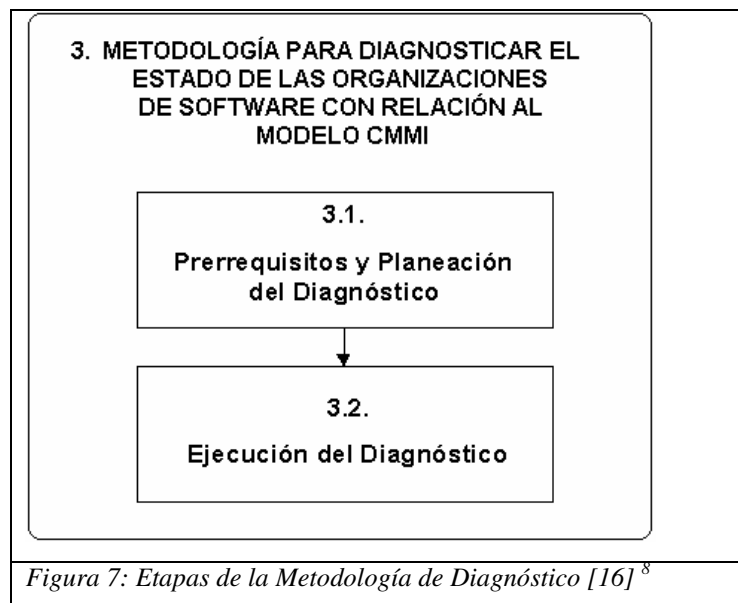 3. METODOLOGÍA PARA DIAGNOSTICAR EL
ESTADO DE LAS ORGANIZACIONES
DE SOFTWARE CON RELACIÓN AL
MODELO CMMI
3.1.
Prerrequisitos y Planeación
del Diagnóstico
3.2.
Ejecución del Diagnóstico
Figura 7: Etapas de la Metodología de Diagnóstico [16] 8